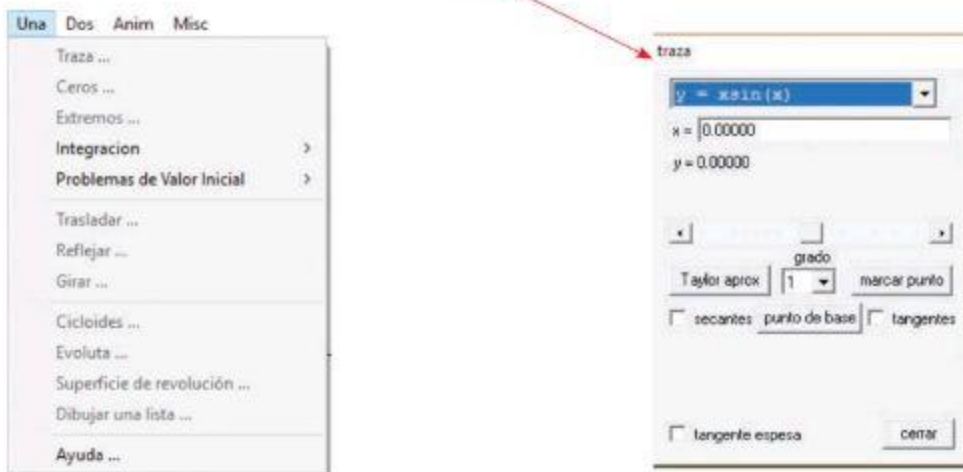 Una Dos Anim Misc
Traza ...
Ceros ...
Extremos ...
Integracion >
Problemas de Valor Inicial >
Trasladar ...
Reflejar ...
Girar ...
Cicloides ...
Evoluta ...
Superficie de revolución ...
Dibujar una lista ...
Ayuda ...
traza
y = xsin(x)
x = 0.00000
y = 0.00000
grado
Taylor aprox 1 marcar punto
secantes punto de base tangentes
tangente espesa cerrar